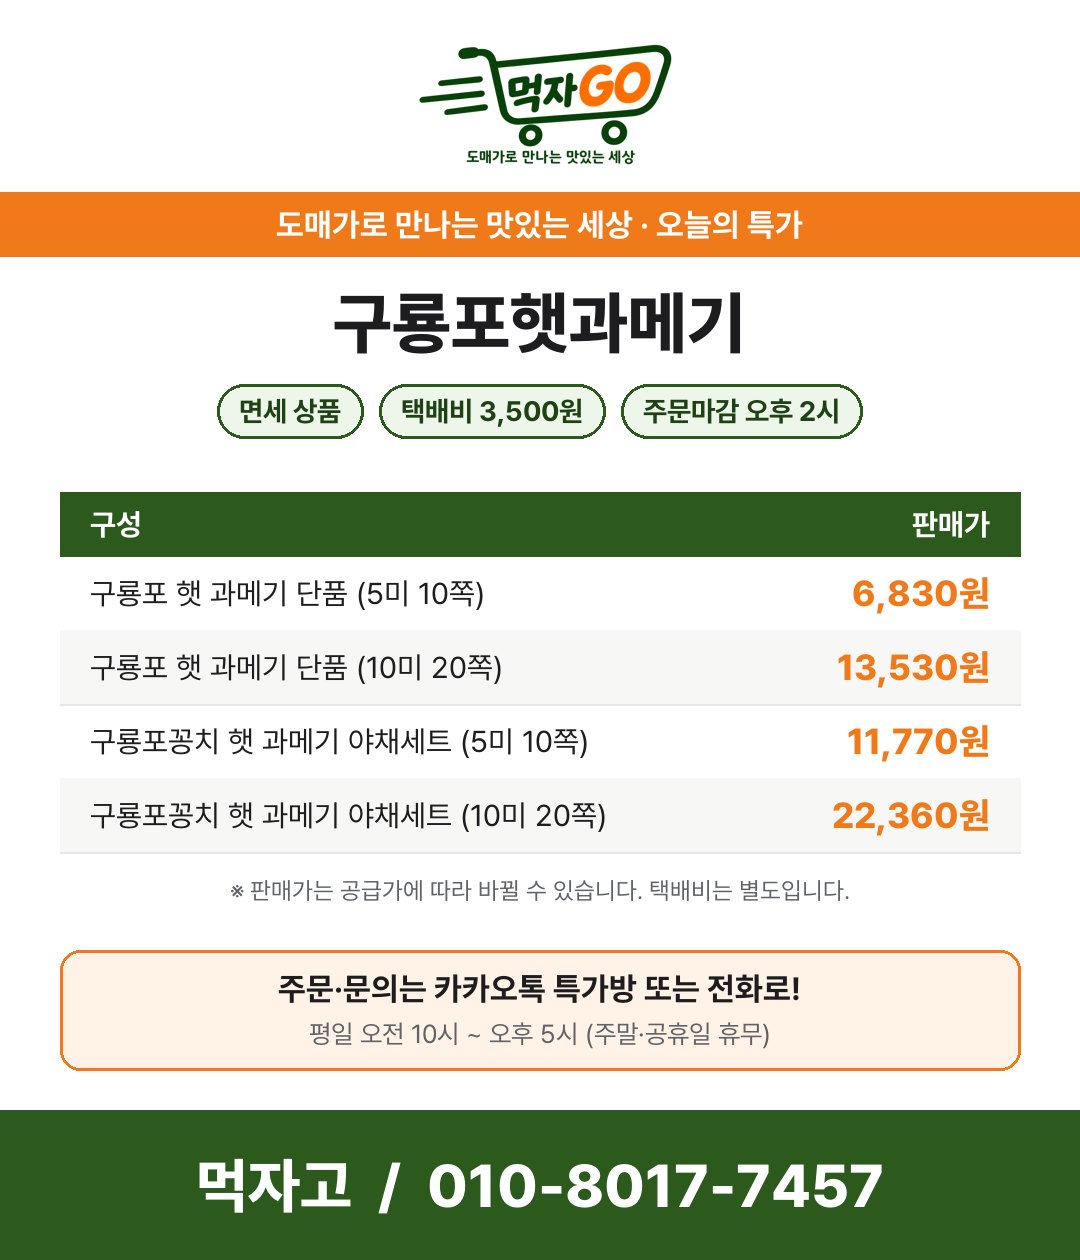 먹자GO
도매가로 만나는 맛있는 세상
도매가로 만나는 맛있는 세상 · 오늘의 특가
구룡포햇과메기
면세 상품 택배비 3,500원 주문마감 오후 2시
구성 판매가
구룡포 햇 과메기 단품 (5미 10쪽) 6,830원
구룡포 햇 과메기 단품 (10미 20쪽) 13,530원
구룡포꽁치 햇 과메기 야채세트 (5미 10쪽) 11,770원
구룡포꽁치 햇 과메기 야채세트 (10미 20쪽) 22,360원
※ 판매가는 공급가에 따라 바뀔 수 있습니다. 택배비는 별도입니다.
주문·문의는 카카오톡 특가방 또는 전화로!
평일 오전 10시 ~ 오후 5시 (주말·공휴일 휴무)
먹자고 / 010-8017-7457